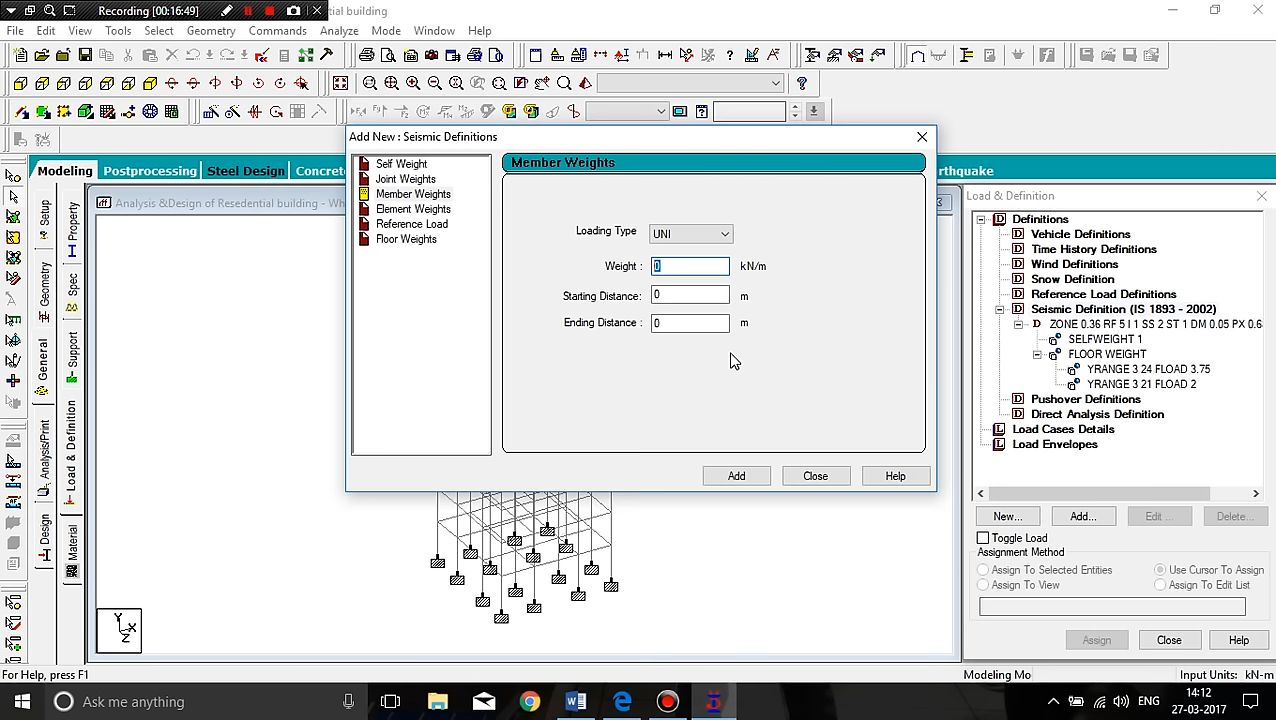 Recording [00:16:49]
tial building
File Edit View Tools Select Geometry Commands Analyze Mode Window Help
Add New : Seismic Definitions
Self Weight
Joint Weights
Member Weights
Element Weights
Reference Load
Floor Weights
Member Weights
Loading Type UNI
Weight : 0 kN/m
Starting Distance: 0 m
Ending Distance : 0 m
Add Close Help
Modeling Postprocessing Steel Design Concret
rthquake
Analysis &Design of Resedential building - Wh
Setup
Geometry
General
Analysis/Print
Design
Property
Spec
Support
Load & Definition
Material
Y
X
Z
Load & Definition
Definitions
Vehicle Definitions
Time History Definitions
Wind Definitions
Snow Definition
Reference Load Definitions
Seismic Definition (IS 1893 - 2002)
ZONE 0.36 RF 5 I 1 SS 2 ST 1 DM 0.05 PX 0.6
SELFWEIGHT 1
FLOOR WEIGHT
YRANGE 3 24 FLOAD 3.75
YRANGE 3 21 FLOAD 2
Pushover Definitions
Direct Analysis Definition
Load Cases Details
Load Envelopes
New... Add... Edit ... Delete...
Toggle Load
Assignment Method
Assign To Selected Entities Use Cursor To Assign
Assign To View Assign To Edit List
Assign Close Help
For Help, press F1
Modeling Mo
Input Units: kN-m
Ask me anything
ENG
14:12
27-03-2017